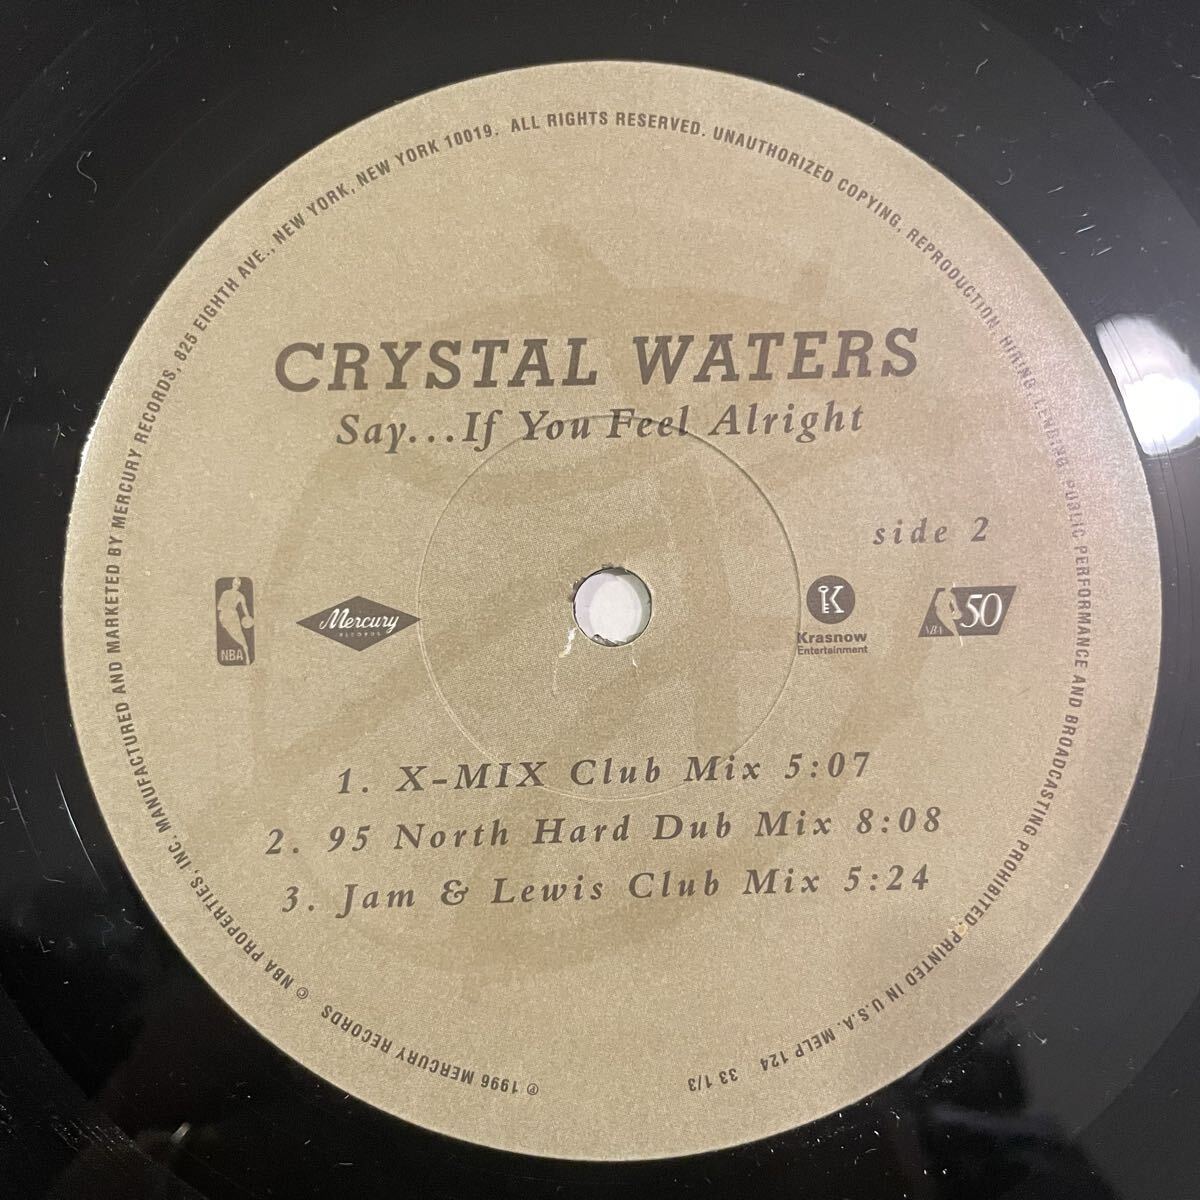 CRYSTAL WATERS
Say...If You Feel Alright
side 2
NBA
Mercury
RECORDS
K
Krasnow
Entertainment
NBA 50
1. X-MIX Club Mix 5:07
2. 95 North Hard Dub Mix 8:08
3. Jam & Lewis Club Mix 5:24
℗ 1996 MERCURY RECORDS © NBA PROPERTIES, INC. MANUFACTURED AND MARKETED BY MERCURY RECORDS, 825 EIGHTH AVE., NEW YORK, NEW YORK 10019. ALL RIGHTS RESERVED. UNAUTHORIZED COPYING, REPRODUCTION, HIRING, LENDING, PUBLIC PERFORMANCE AND BROADCASTING PROHIBITED. PRINTED IN U.S.A. MELP 124 33 1/3